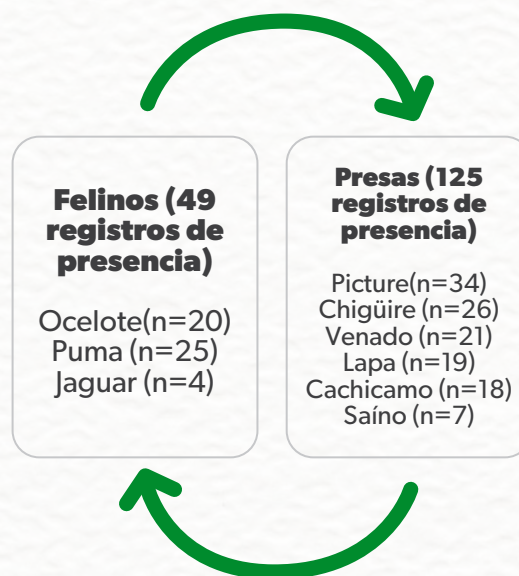 Felinos (49
registros de
presencia)
Ocelote(n=20)
Puma (n=25)
Jaguar (n=4)
Presas (125
registros de
presencia)
Picture(n=34)
Chigüire (n=26)
Venado (n=21)
Lapa (n=19)
Cachicamo (n=18)
Saíno (n=7)